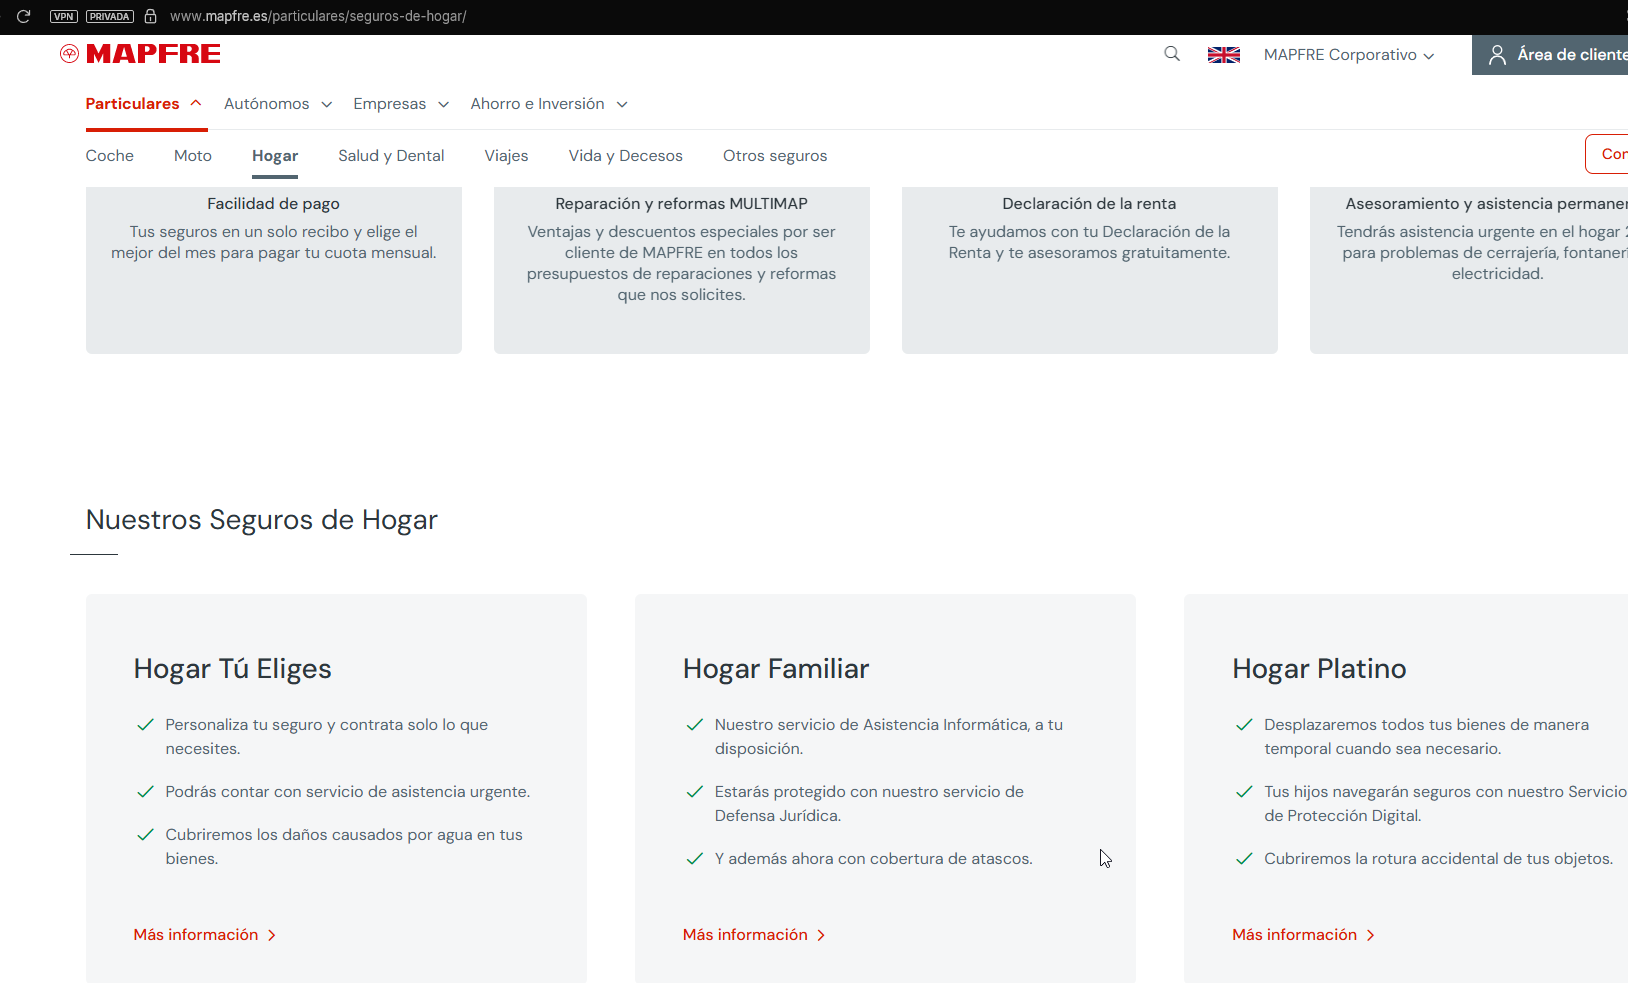 VPN PRIVADA www.mapfre.es/particulares/seguros-de-hogar/
MAPFRE
MAPFRE Corporativo
Área de cliente
Particulares Autónomos Empresas Ahorro e Inversión
Coche Moto Hogar Salud y Dental Viajes Vida y Decesos Otros seguros
Facilidad de pago
Tus seguros en un solo recibo y elige el
mejor del mes para pagar tu cuota mensual.
Reparación y reformas MULTIMAP
Ventajas y descuentos especiales por ser
cliente de MAPFRE en todos los
presupuestos de reparaciones y reformas
que nos solicites.
Declaración de la renta
Te ayudamos con tu Declaración de la
Renta y te asesoramos gratuitamente.
Asesoramiento y asistencia
Tendrás asistencia urgente en el hogar
para problemas de cerrajería,
electricidad.
Nuestros Seguros de Hogar
Hogar Tú Eliges
Personaliza tu seguro y contrata solo lo que
necesites.
Podrás contar con servicio de asistencia urgente.
Cubriremos los daños causados por agua en tus
bienes.
Más información
Hogar Familiar
Nuestro servicio de Asistencia Informática, a tu
disposición.
Estarás protegido con nuestro servicio de
Defensa Jurídica.
Y además ahora con cobertura de atascos.
Más información
Hogar Platino
Desplazaremos todos tus bienes de manera
temporal cuando sea necesario.
Tus hijos navegarán seguros con nuestro Servicio
de Protección Digital.
Cubriremos la rotura accidental de tus objetos.
Más información